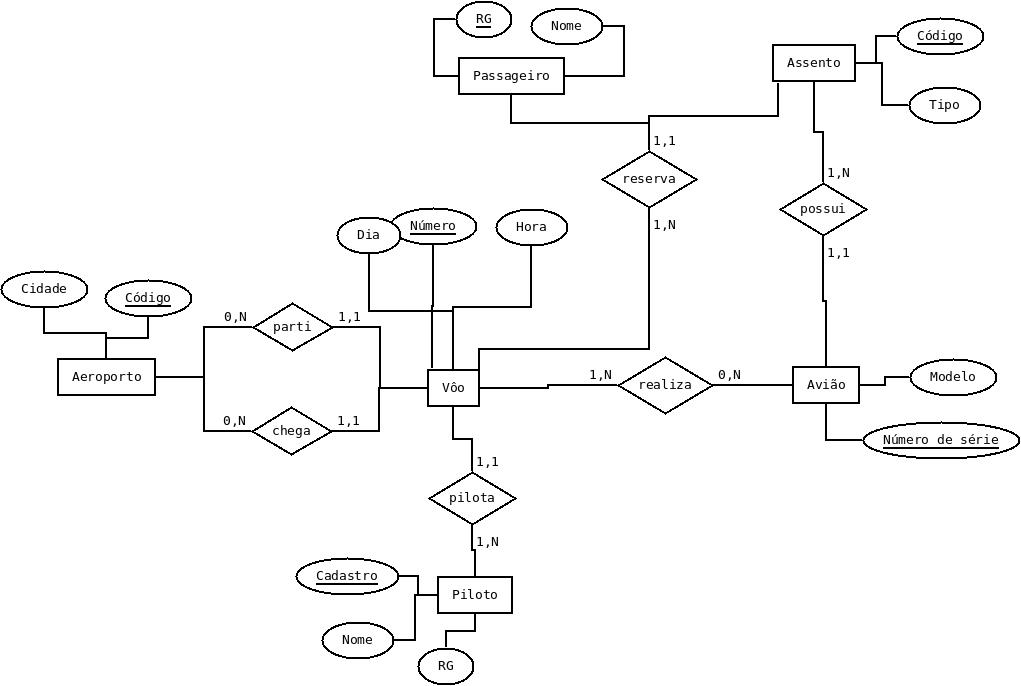 RG
Nome
Código
Passageiro
Assento
Tipo
1,1
reserva
1,N
possui
1,N
1,1
Dia
Número
Hora
Cidade
Código
0,N
parti
1,1
Aeroporto
Vôo
1,N
realiza
0,N
Avião
Modelo
0,N
chega
1,1
Número de série
1,1
pilota
1,N
Cadastro
Piloto
Nome
RG